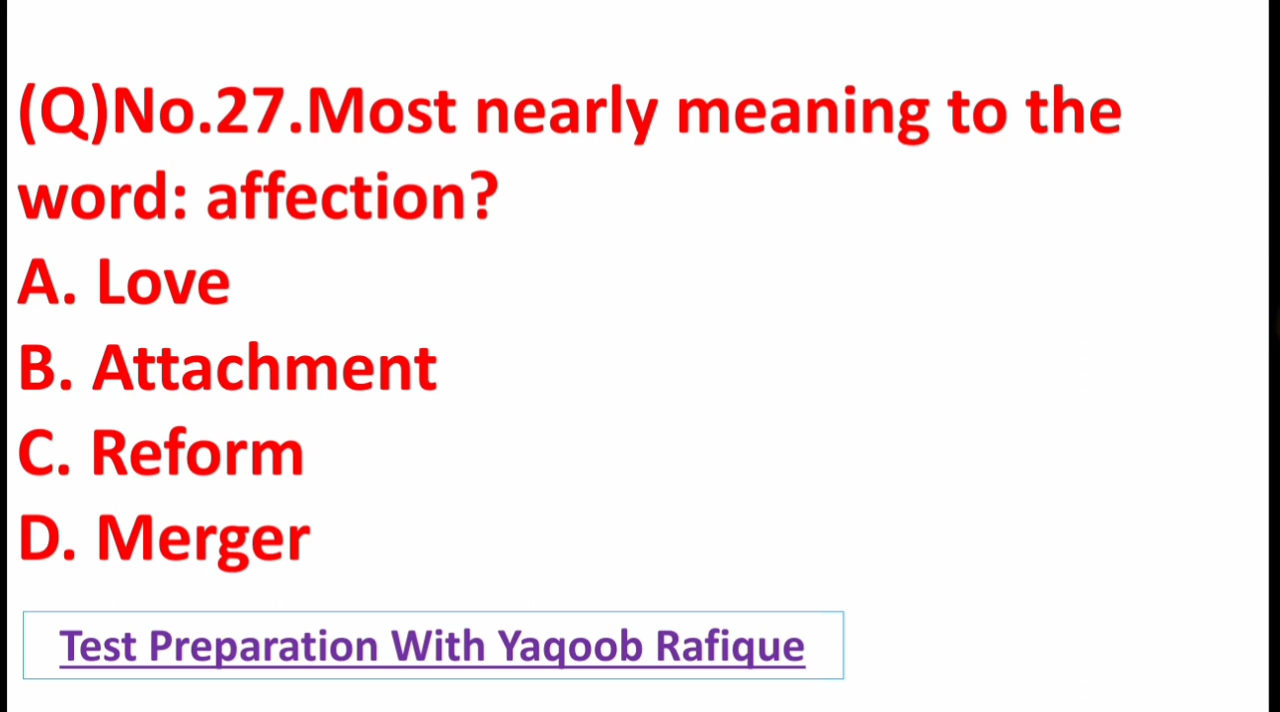 (Q)No.27.Most nearly meaning to the
word: affection?
A. Love
B. Attachment
C. Reform
D. Merger
Test Preparation With Yaqoob Rafique